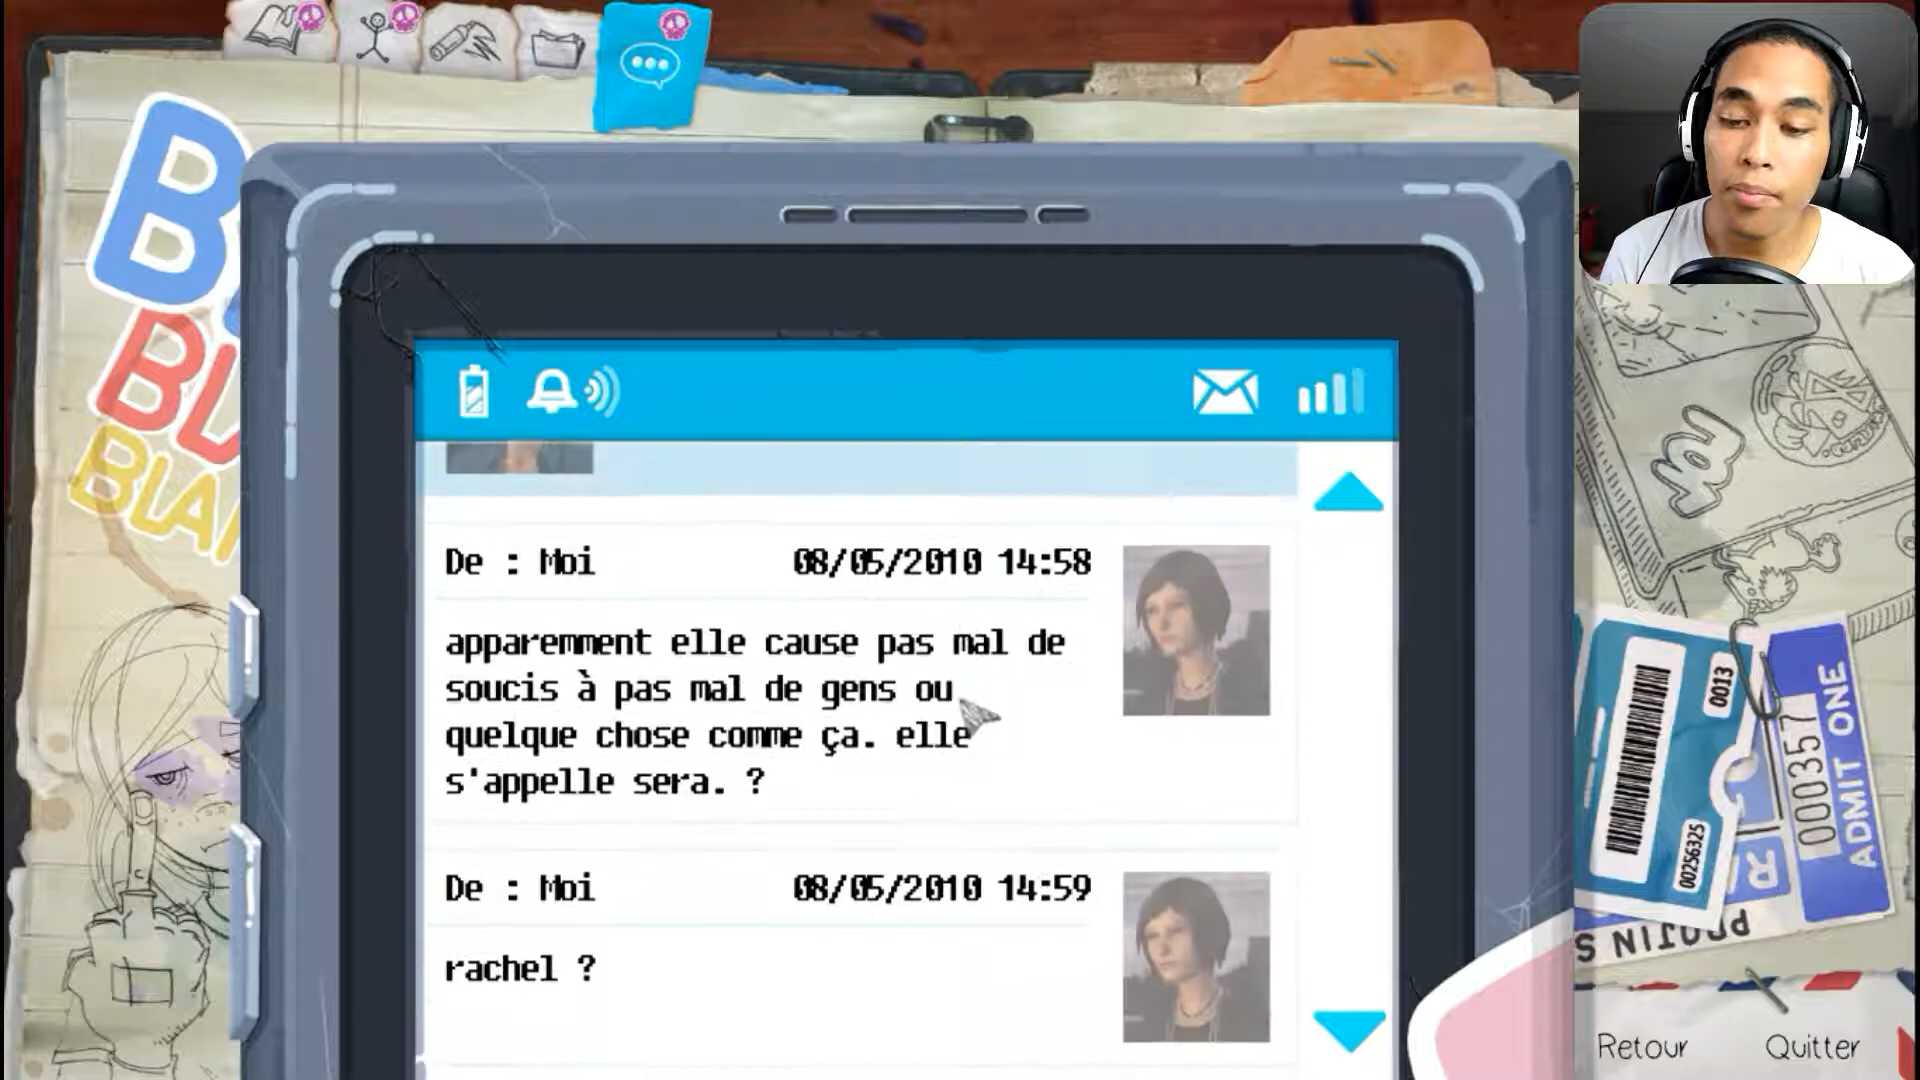 De : Moi 08/05/2010 14:58
apparemment elle cause pas mal de
soucis à pas mal de gens ou
quelque chose comme ça. elle
s'appelle sera. ?
De : Moi 08/05/2010 14:59
rachel ?
0013
00256325
000357
ADMIT ONE
Retour
Quitter